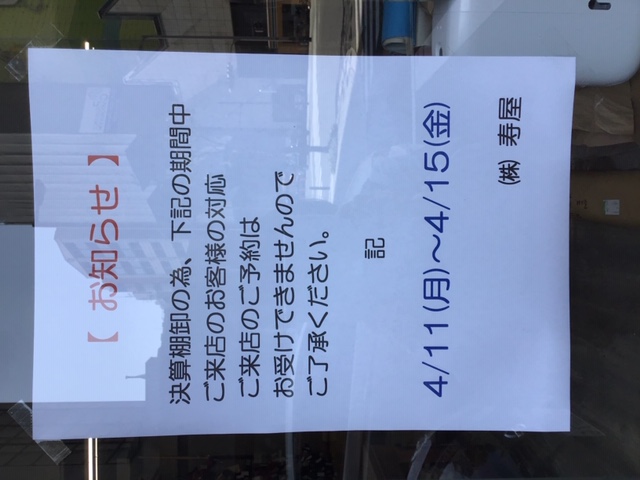 【 お知らせ 】
決算棚卸の為、下記の期間中
ご来店のお客様の対応
ご来店のご予約は
お受けできませんので
ご了承ください。
記
4/11(月)～4/15(金)
(株) 寿屋